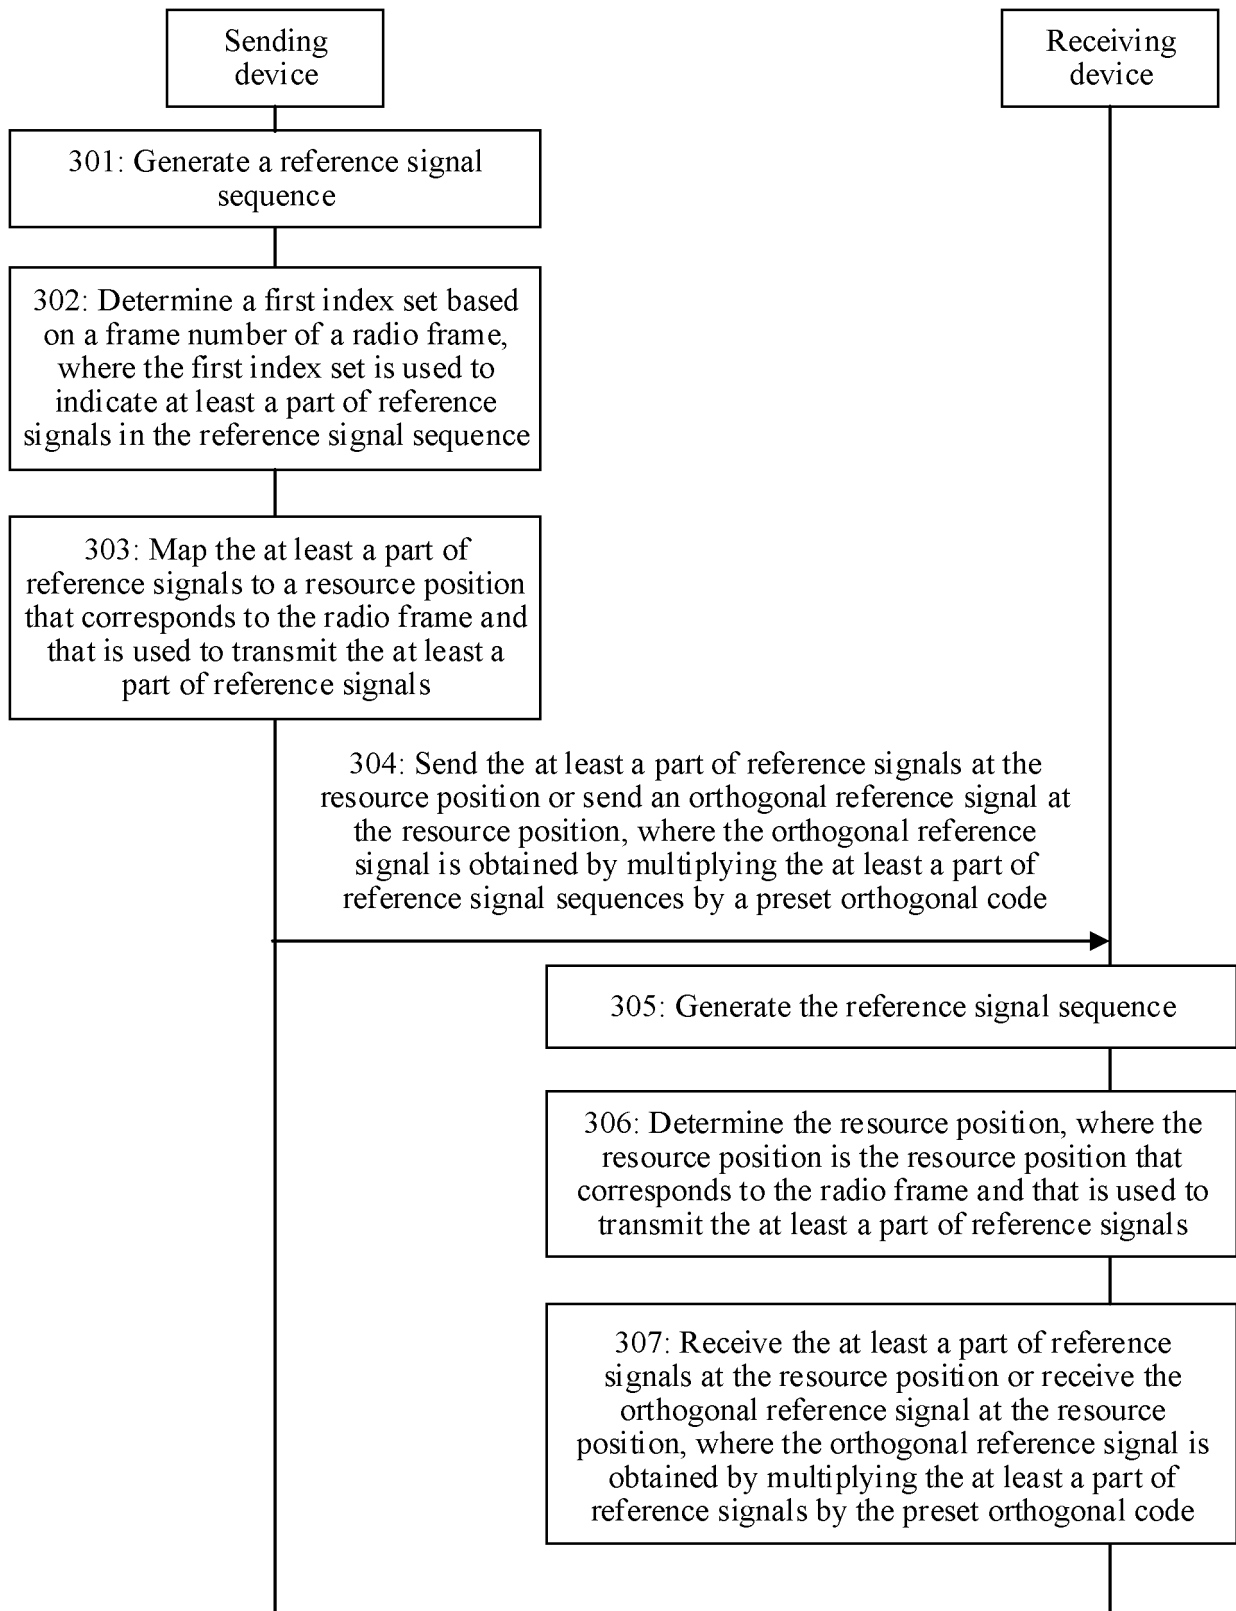 Sending
device
Receiving
device
301: Generate a reference signal
sequence
302: Determine a first index set based
on a frame number of a radio frame,
where the first index set is used to
indicate at least a part of reference
signals in the reference signal sequence
303: Map the at least a part of
reference signals to a resource position
that corresponds to the radio frame and
that is used to transmit the at least a
part of reference signals
304: Send the at least a part of reference signals at the
resource position or send an orthogonal reference signal at
the resource position, where the orthogonal reference
signal is obtained by multiplying the at least a part of
reference signal sequences by a preset orthogonal code
305: Generate the reference signal sequence
306: Determine the resource position, where the
resource position is the resource position that
corresponds to the radio frame and that is used to
transmit the at least a part of reference signals
307: Receive the at least a part of reference
signals at the resource position or receive the
orthogonal reference signal at the resource
position, where the orthogonal reference signal is
obtained by multiplying the at least a part of
reference signals by the preset orthogonal code